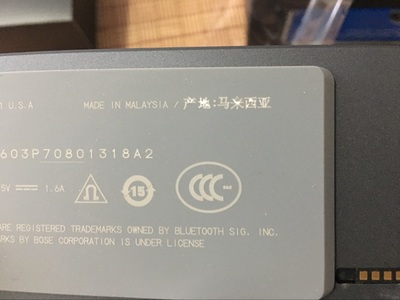 U.S.A MADE IN MALAYSIA / 产地:马来西亚
603P70801318A2
5V ⎓ 1.6A 15 CCC
ARE REGISTERED TRADEMARKS OWNED BY BLUETOOTH SIG, INC.
RKS BY BOSE CORPORATION IS UNDER LICENSE